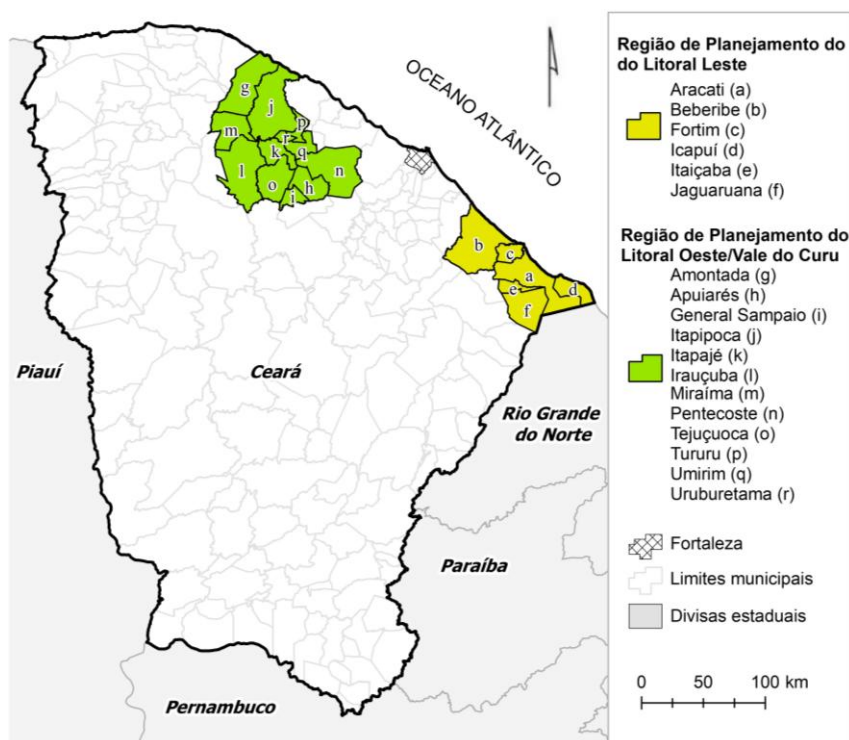 OCEANO ATLÂNTICO
g
j
m
p
r
k
q
l
n
o
h
i
b
c
a
e
d
f
Piauí
Ceará
Rio Grande
do Norte
Paraíba
Pernambuco
Região de Planejamento do
do Litoral Leste
Aracati (a)
Beberibe (b)
Fortim (c)
Icapuí (d)
Itaiçaba (e)
Jaguaruana (f)
Região de Planejamento do
Litoral Oeste/Vale do Curu
Amontada (g)
Apuiarés (h)
General Sampaio (i)
Itapipoca (j)
Itapajé (k)
Irauçuba (l)
Miraíma (m)
Pentecoste (n)
Tejuçuoca (o)
Tururu (p)
Umirim (q)
Uruburetama (r)
Fortaleza
Limites municipais
Divisas estaduais
0 50 100 km